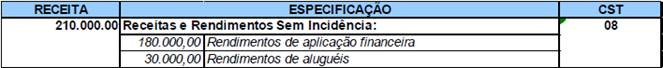 RECEITA ESPECIFICAÇÃO CST
210.000.00 Receitas e Rendimentos Sem Incidência: 08
180.000,00 Rendimentos de aplicação financeira
30.000,00 Rendimentos de aluguéis